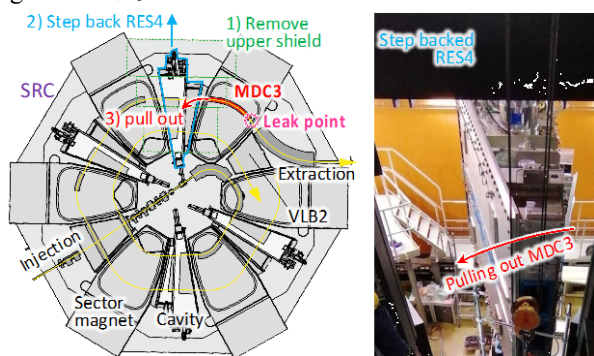 2) Step back RES4
1) Remove
upper shield
SRC
MDC3
3) pull out
Leak point
Extraction
VLB2
Injection
Sector
magnet
Cavity
Step backed
RES4
Pulling out MDC3